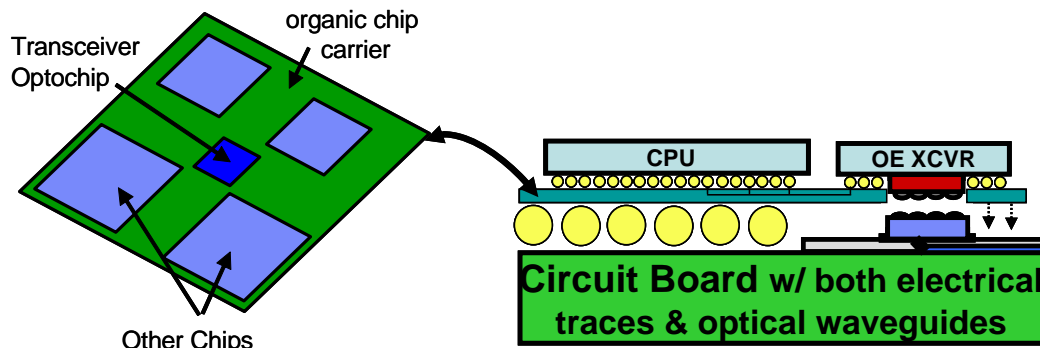 organic chip
carrier
Transceiver
Optochip
Other Chips
CPU
OE XCVR
Circuit Board w/ both electrical
traces & optical waveguides